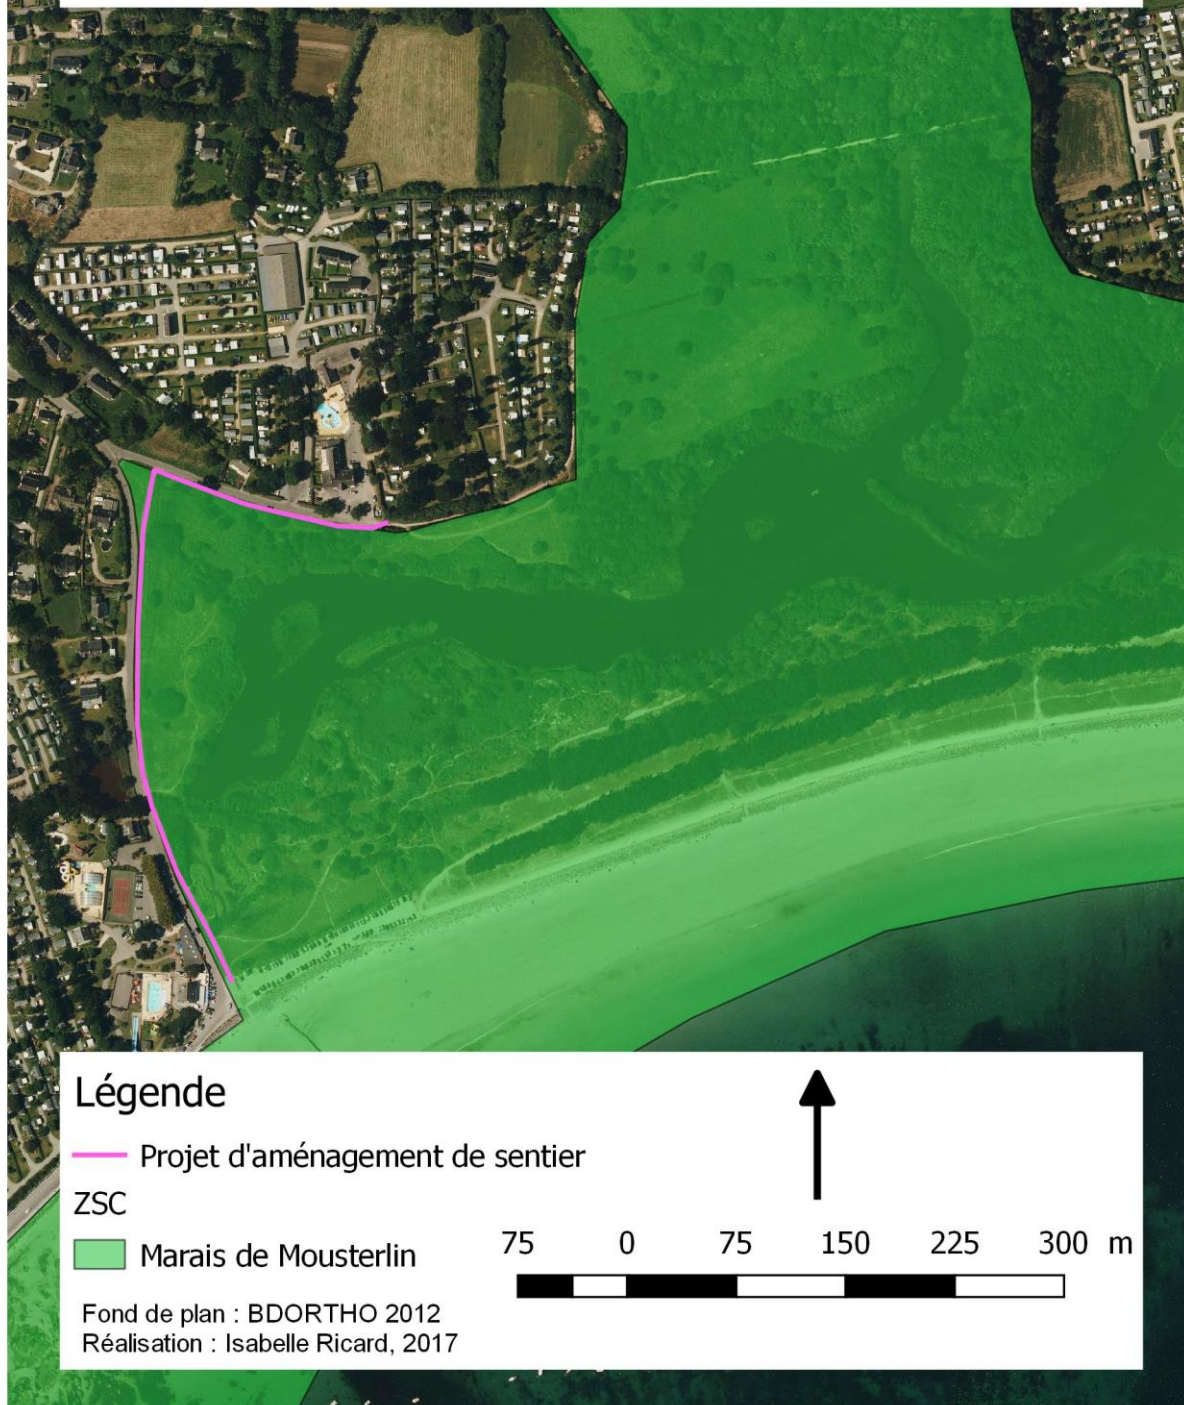 Légende
Projet d'aménagement de sentier
ZSC
Marais de Mousterlin
75 0 75 150 225 300 m
Fond de plan : BDORTHO 2012
Réalisation : Isabelle Ricard, 2017